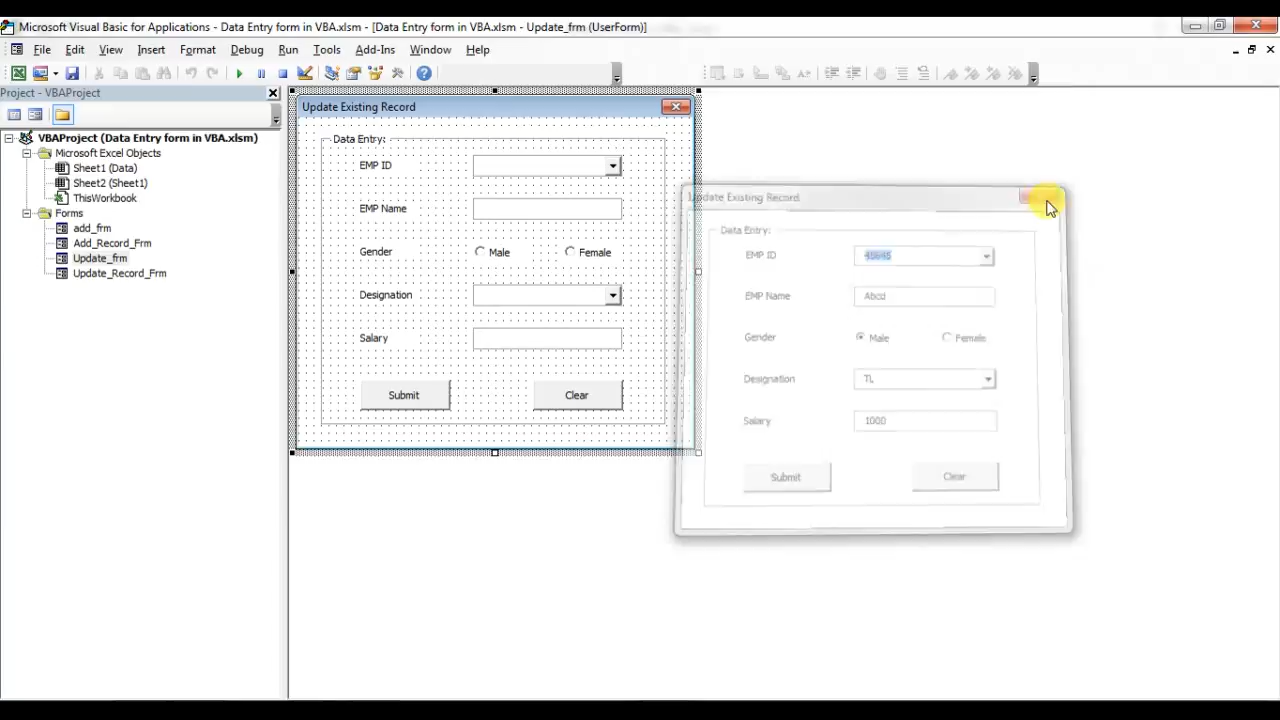 Microsoft Visual Basic for Applications - Data Entry form in VBA.xlsm - [Data Entry form in VBA.xlsm - Update_frm (UserForm)]
File Edit View Insert Format Debug Run Tools Add-Ins Window Help
Project - VBAProject
VBAProject (Data Entry form in VBA.xlsm)
Microsoft Excel Objects
Sheet1 (Data)
Sheet2 (Sheet1)
ThisWorkbook
Forms
add_frm
Add_Record_Frm
Update_frm
Update_Record_Frm
Update Existing Record
Data Entry:
EMP ID
EMP Name
Gender Male Female
Designation
Salary
Submit Clear
Update Existing Record
Data Entry:
EMP ID 45645
EMP Name Abcd
Gender Male Female
Designation TL
Salary 1000
Submit Clear